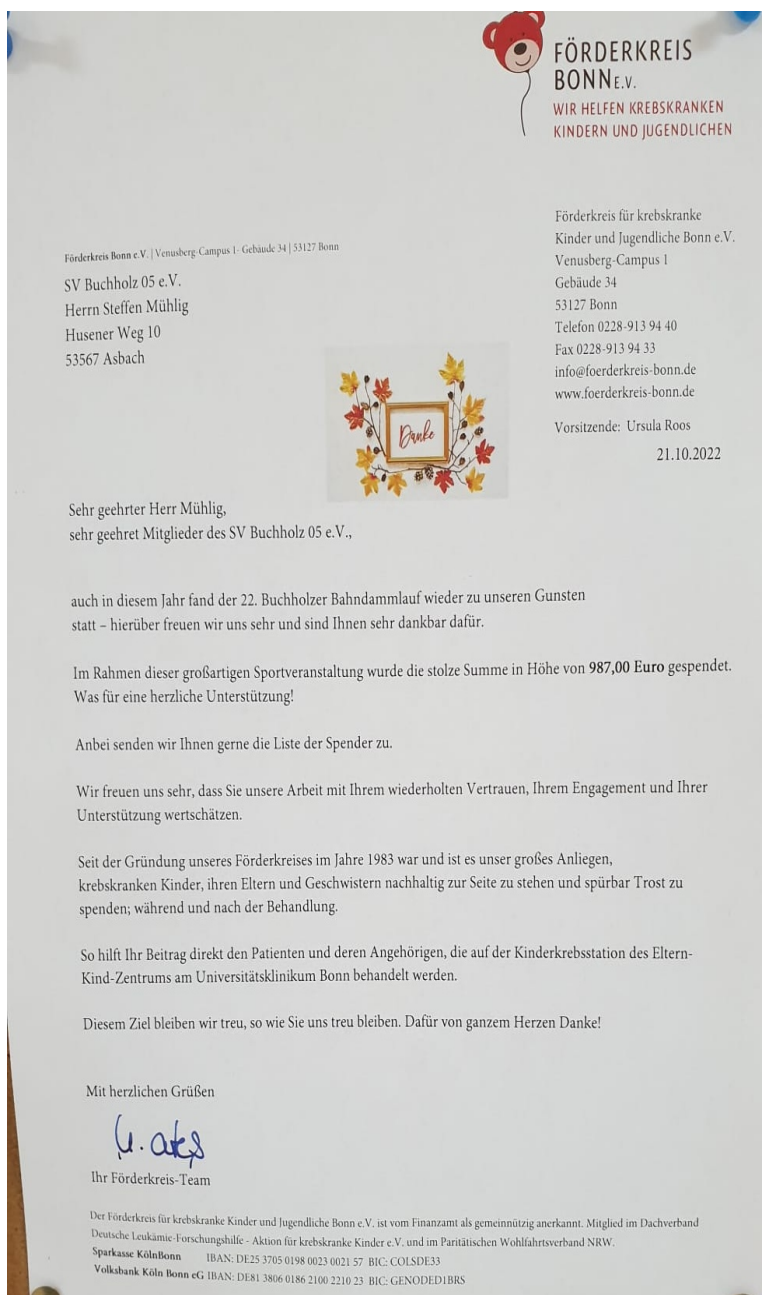 FÖRDERKREIS
BONN E.V.
WIR HELFEN KREBSKRANKEN
KINDERN UND JUGENDLICHEN
Förderkreis für krebskranke
Kinder und Jugendliche Bonn e.V.
Venusberg-Campus 1
Gebäude 34
53127 Bonn
Telefon 0228-913 94 40
Fax 0228-913 94 33
info@foerderkreis-bonn.de
www.foerderkreis-bonn.de
Vorsitzende: Ursula Roos
21.10.2022
Förderkreis Bonn e.V. | Venusberg-Campus 1- Gebäude 34 | 53127 Bonn
SV Buchholz 05 e.V.
Herrn Steffen Mühlig
Husener Weg 10
53567 Asbach
Danke
Sehr geehrter Herr Mühlig,
sehr geehret Mitglieder des SV Buchholz 05 e.V.,
auch in diesem Jahr fand der 22. Buchholzer Bahndammlauf wieder zu unseren Gunsten
statt – hierüber freuen wir uns sehr und sind Ihnen sehr dankbar dafür.
Im Rahmen dieser großartigen Sportveranstaltung wurde die stolze Summe in Höhe von 987,00 Euro gespendet.
Was für eine herzliche Unterstützung!
Anbei senden wir Ihnen gerne die Liste der Spender zu.
Wir freuen uns sehr, dass Sie unsere Arbeit mit Ihrem wiederholten Vertrauen, Ihrem Engagement und Ihrer
Unterstützung wertschätzen.
Seit der Gründung unseres Förderkreises im Jahre 1983 war und ist es unser großes Anliegen,
krebskranken Kinder, ihren Eltern und Geschwistern nachhaltig zur Seite zu stehen und spürbar Trost zu
spenden; während und nach der Behandlung.
So hilft Ihr Beitrag direkt den Patienten und deren Angehörigen, die auf der Kinderkrebsstation des Eltern-
Kind-Zentrums am Universitätsklinikum Bonn behandelt werden.
Diesem Ziel bleiben wir treu, so wie Sie uns treu bleiben. Dafür von ganzem Herzen Danke!
Mit herzlichen Grüßen
Ihr Förderkreis-Team
Der Förderkreis für krebskranke Kinder und Jugendliche Bonn e.V. ist vom Finanzamt als gemeinnützig anerkannt. Mitglied im Dachverband
Deutsche Leukämie-Forschungshilfe - Aktion für krebskranke Kinder e.V. und im Paritätischen Wohlfahrtsverband NRW.
Sparkasse KölnBonn IBAN: DE25 3705 0198 0023 0021 57 BIC: COLSDE33
Volksbank Köln Bonn eG IBAN: DE81 3806 0186 2100 2210 23 BIC: GENODED1BRS